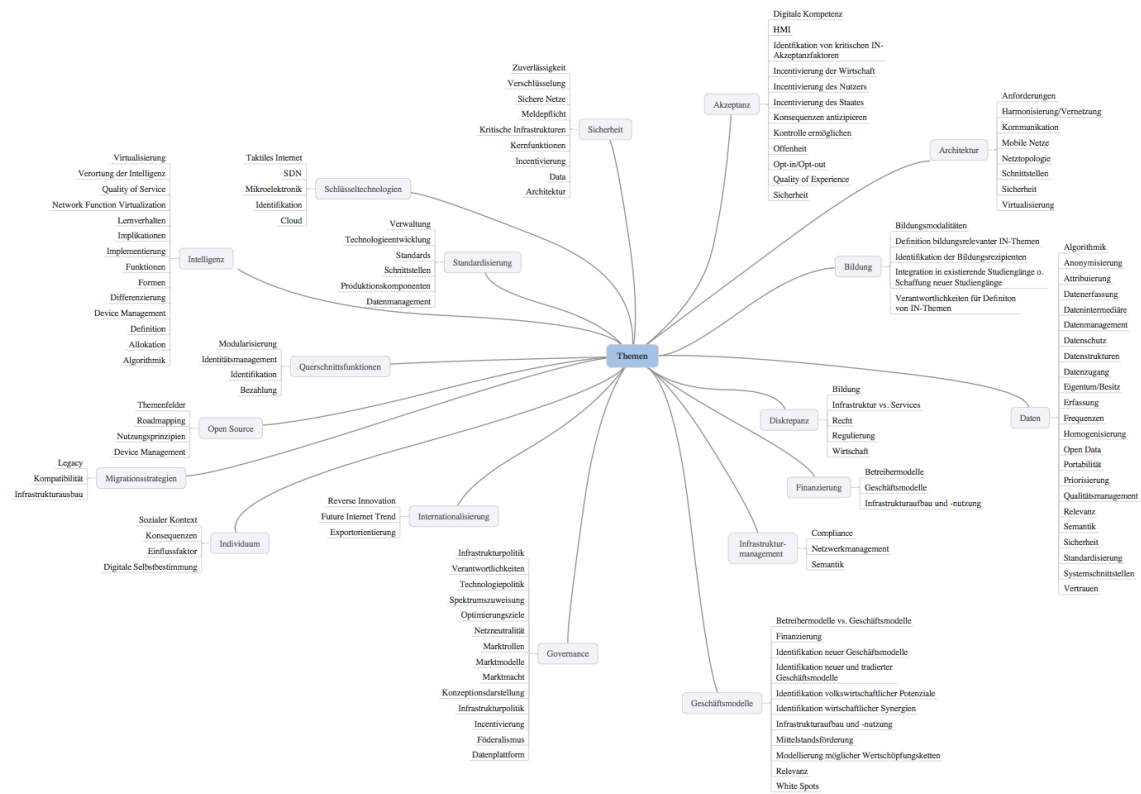 Themen
Akzeptanz
Digitale Kompetenz
HMI
Identfikation von kritischen IN-
Akzeptanzfaktoren
Incentivierung der Wirtschaft
Incentivierung des Nutzers
Incentivierung des Staates
Konsequenzen antizipieren
Kontrolle ermöglichen
Offenheit
Opt-in/Opt-out
Quality of Experience
Sicherheit
Architektur
Anforderungen
Harmonisierung/Vernetzung
Kommunikation
Mobile Netze
Netztopologie
Schnittstellen
Sicherheit
Virtualisierung
Bildung
Bildungsmodalitäten
Definition bildungsrelevanter IN-Themen
Identifikation der Bildungsrezipienten
Integration in existierende Studiengänge o.
Schaffung neuer Studiengänge
Verantwortlichkeiten für Definiton
von IN-Themen
Daten
Algorithmik
Anonymisierung
Attribuierung
Datenerfassung
Datenintermediäre
Datenmanagement
Datenschutz
Datenstrukturen
Datenzugang
Eigentum/Besitz
Erfassung
Frequenzen
Homogenisierung
Open Data
Portabilität
Priorisierung
Qualitätsmanagement
Relevanz
Semantik
Sicherheit
Standardisierung
Systemschnittstellen
Vertrauen
Diskrepanz
Bildung
Infrastruktur vs. Services
Recht
Regulierung
Wirtschaft
Finanzierung
Betreibermodelle
Geschäftsmodelle
Infrastrukturaufbau und -nutzung
Infrastruktur-
management
Compliance
Netzwerkmanagement
Semantik
Geschäftsmodelle
Betreibermodelle vs. Geschäftsmodelle
Finanzierung
Identifikation neuer Geschäftsmodelle
Identifikation neuer und tradierter
Geschäftsmodelle
Identifikation volkswirtschaftlicher Potenziale
Identifikation wirtschaftlicher Synergien
Infrastrukturaufbau und -nutzung
Mittelstandsförderung
Modellierung möglicher Wertschöpfungsketten
Relevanz
White Spots
Sicherheit
Zuverlässigkeit
Verschlüsselung
Sichere Netze
Meldepflicht
Kritische Infrastrukturen
Kernfunktionen
Incentivierung
Data
Architektur
Schlüsseltechnologien
Taktiles Internet
SDN
Mikroelektronik
Identifikation
Cloud
Standardisierung
Verwaltung
Technologieentwicklung
Standards
Schnittstellen
Produktionskomponenten
Datenmanagement
Intelligenz
Virtualisierung
Verortung der Intelligenz
Quality of Service
Network Function Virtualization
Lernverhalten
Implikationen
Implementierung
Funktionen
Formen
Differenzierung
Device Management
Definition
Allokation
Algorithmik
Querschnittsfunktionen
Modularisierung
Identitätsmanagement
Identifikation
Bezahlung
Open Source
Themenfelder
Roadmapping
Nutzungsprinzipien
Device Management
Migrationsstrategien
Legacy
Kompatibilität
Infrastrukturausbau
Individuum
Sozialer Kontext
Konsequenzen
Einflussfaktor
Digitale Selbstbestimmung
Internationalisierung
Reverse Innovation
Future Internet Trend
Exportorientierung
Governance
Infrastrukturpolitik
Verantwortlichkeiten
Technologiepolitik
Spektrumszuweisung
Optimierungsziele
Netzneutralität
Marktrollen
Marktmodelle
Marktmacht
Konzeptionsdarstellung
Infrastrukturpolitik
Incentivierung
Föderalismus
Datenplattform